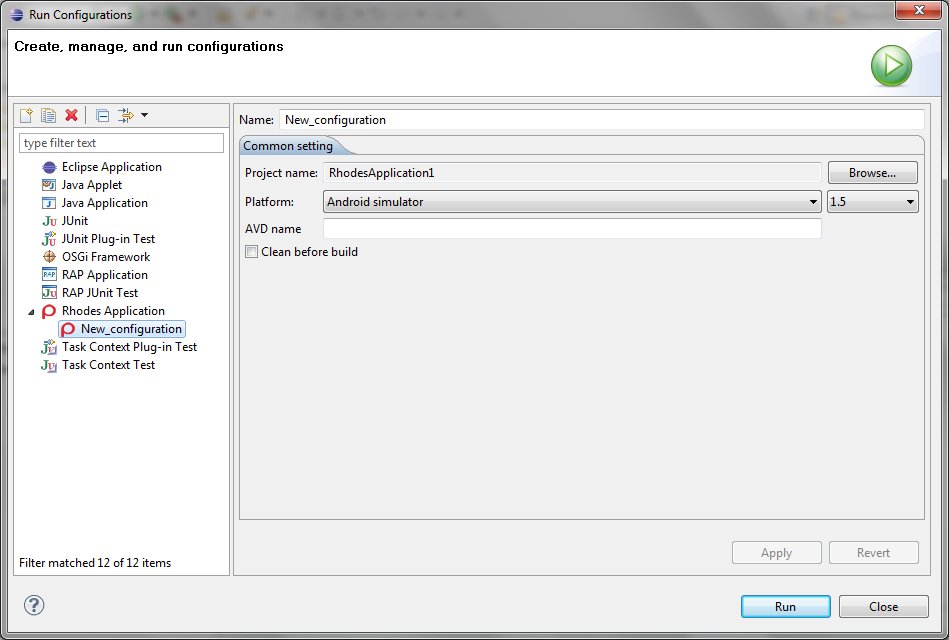 Run Configurations
Create, manage, and run configurations
type filter text
Eclipse Application
Java Applet
Java Application
JUnit
JUnit Plug-in Test
OSGi Framework
RAP Application
RAP JUnit Test
Rhodes Application
New_configuration
Task Context Plug-in Test
Task Context Test
Filter matched 12 of 12 items
Name: New_configuration
Common setting
Project name: RhodesApplication1 Browse...
Platform: Android simulator 1.5
AVD name
Clean before build
Apply Revert
Run Close